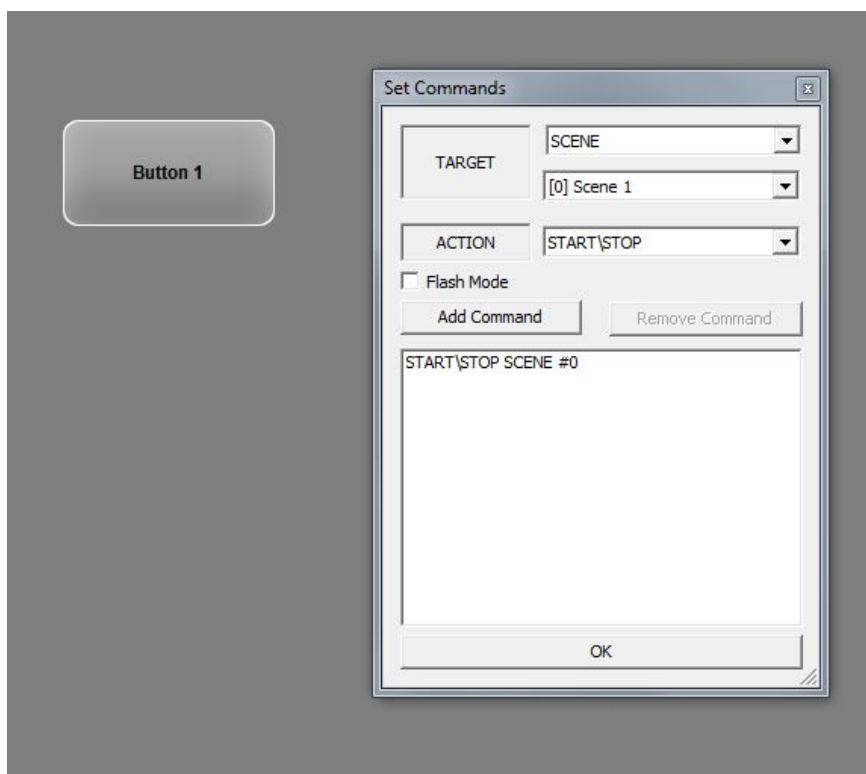 Button 1
Set Commands
TARGET
SCENE
[0] Scene 1
ACTION
START\STOP
Flash Mode
Add Command
Remove Command
START\STOP SCENE #0
OK